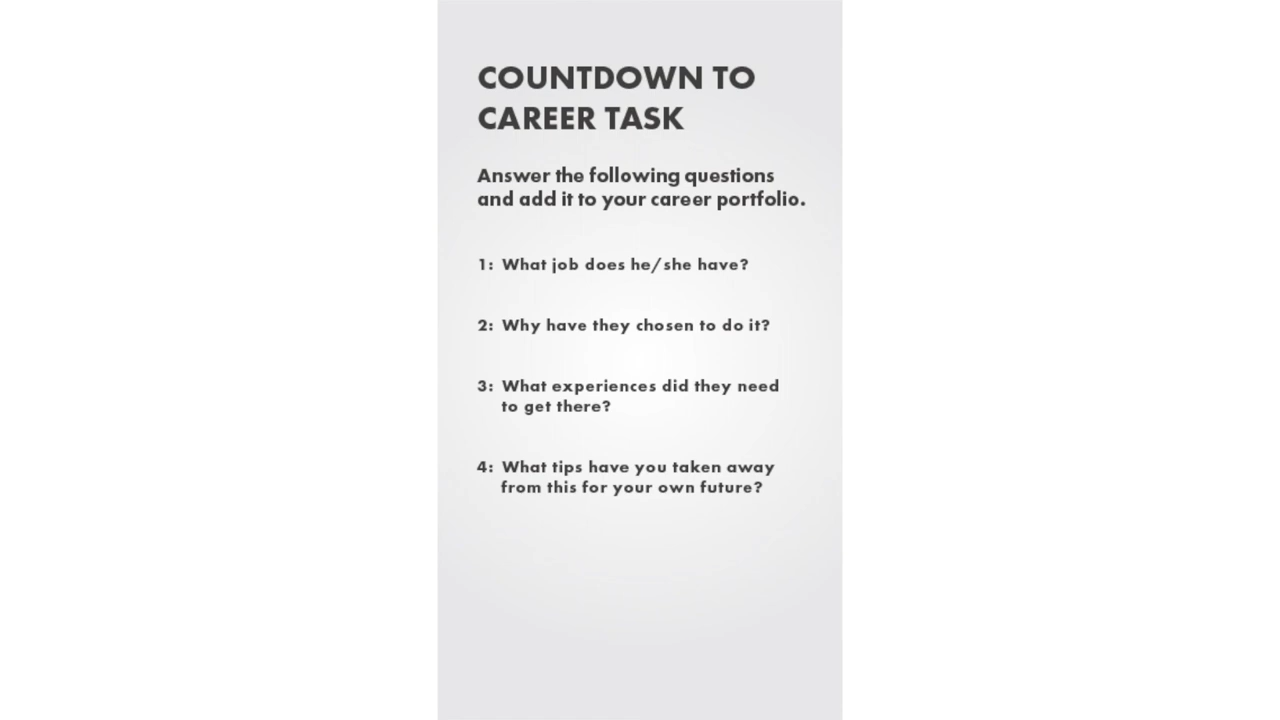 COUNTDOWN TO
CAREER TASK
Answer the following questions
and add it to your career portfolio.
1: What job does he/she have?
2: Why have they chosen to do it?
3: What experiences did they need
to get there?
4: What tips have you taken away
from this for your own future?